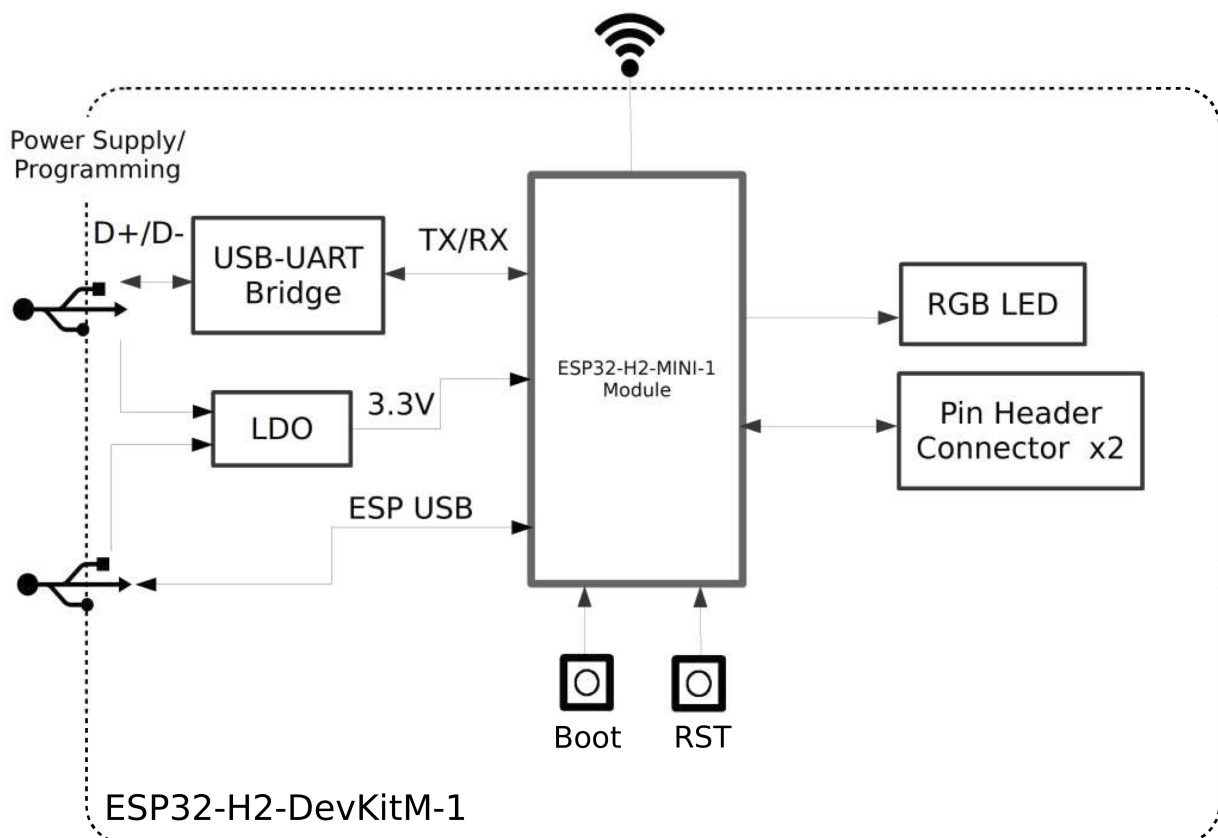 Power Supply/
Programming
D+/D-
USB-UART
Bridge
TX/RX
RGB LED
ESP32-H2-MINI-1
Module
3.3V
LDO
Pin Header
Connector x2
ESP USB
Boot
RST
ESP32-H2-DevKitM-1